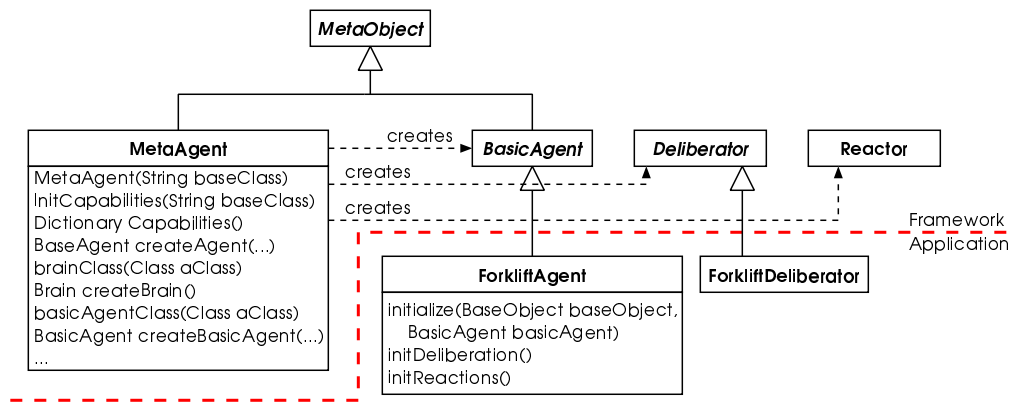 MetaObject
creates
MetaAgent
BasicAgent
Deliberator
Reactor
creates
MetaAgent(String baseClass)
InitCapabilities(String baseClass)
creates
Dictionary Capabilities()
Framework
BaseAgent createAgent(...)
Application
brainClass(Class aClass)
ForkliftAgent
ForkliftDeliberator
Brain createBrain()
basicAgentClass(Class aClass)
BasicAgent createBasicAgent(...)
...
initialize(BaseObject baseObject,
BasicAgent basicAgent)
initDeliberation()
initReactions()